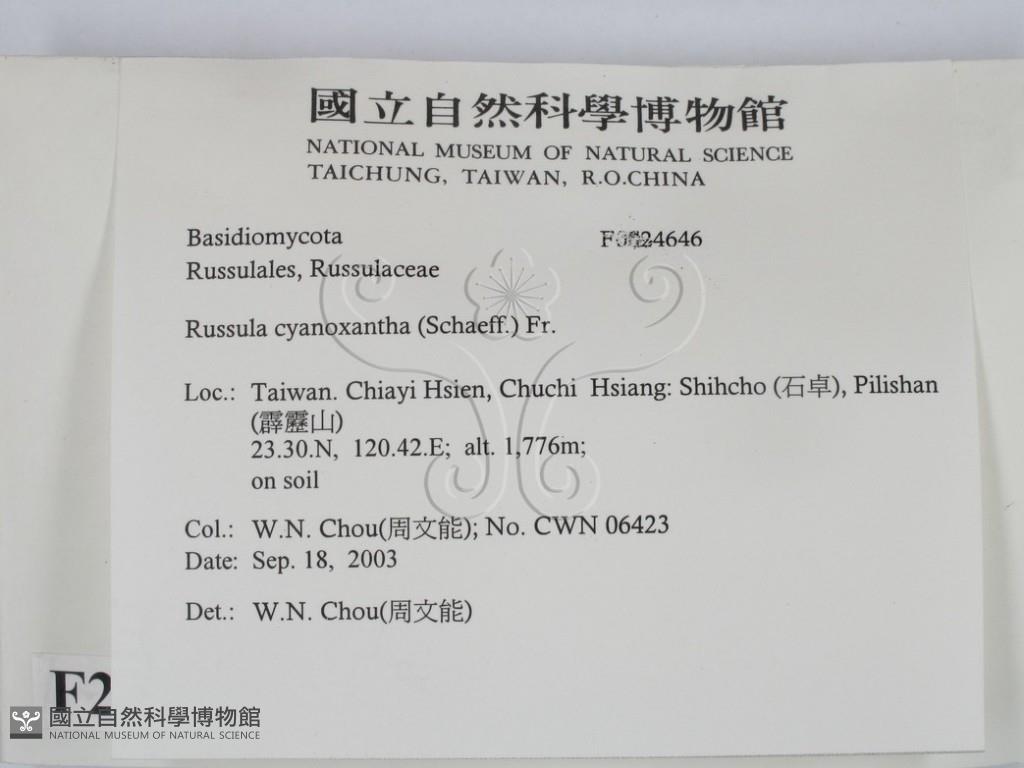 國立自然科學博物館
NATIONAL MUSEUM OF NATURAL SCIENCE
TAICHUNG, TAIWAN, R.O.CHINA
Basidiomycota
Russulales, Russulaceae
Russula cyanoxantha (Schaeff.) Fr.
Loc.: Taiwan. Chiayi Hsien, Chuchi Hsiang: Shihcho (石卓), Pilishan
(霹靂山)
23.30.N, 120.42.E; alt. 1,776m;
on soil
Col.: W.N. Chou(周文能); No. CWN 06423
Date: Sep. 18, 2003
Det.: W.N. Chou(周文能)
F2
國立自然科學博物館
NATIONAL MUSEUM OF NATURAL SCIENCE